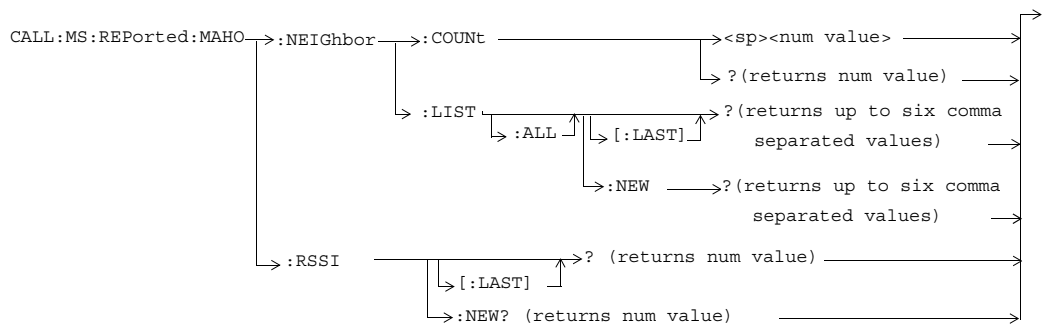 CALL:MS:REPorted:MAHO :NEIGhbor :COUNt <sp><num value>
?(returns num value)
:LIST ?(returns up to six comma
:ALL [:LAST] separated values)
:NEW ?(returns up to six comma
separated values)
:RSSI ? (returns num value)
[:LAST]
:NEW? (returns num value)